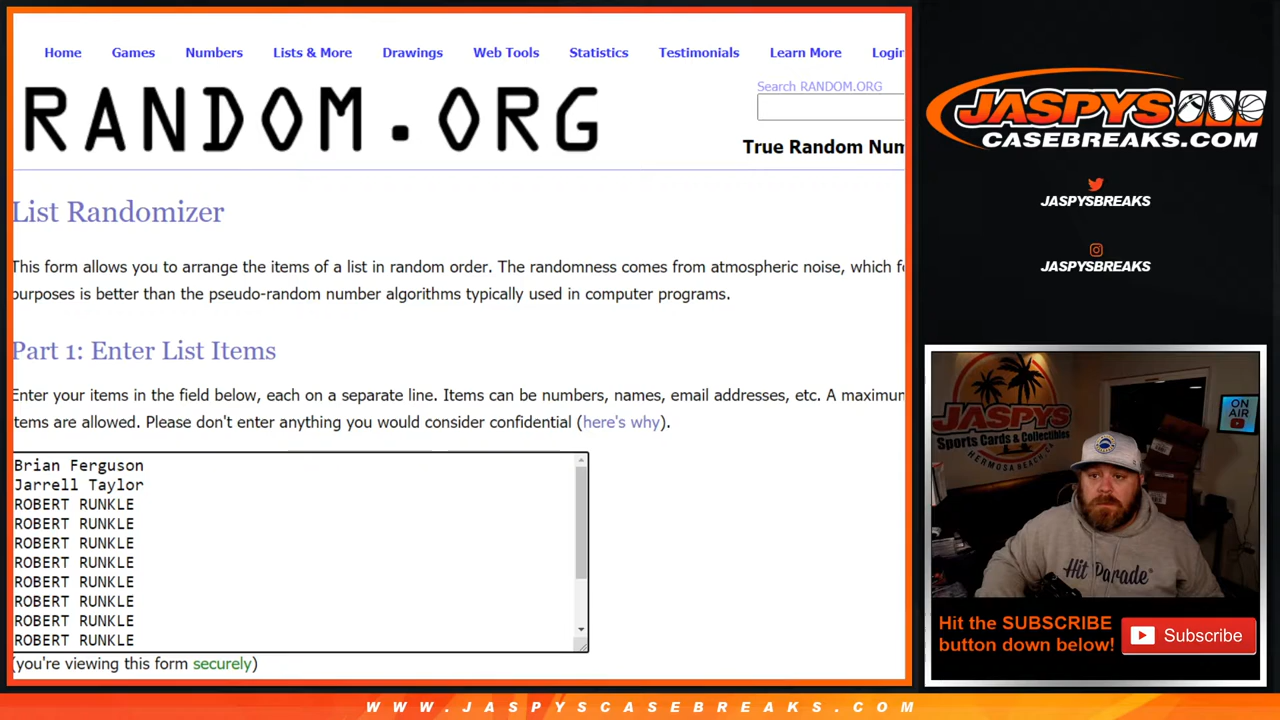 Home Games Numbers Lists & More Drawings Web Tools Statistics Testimonials Learn More Login
RANDOM.ORG
Search RANDOM.ORG
True Random Num
List Randomizer
This form allows you to arrange the items of a list in random order. The randomness comes from atmospheric noise, which f
purposes is better than the pseudo-random number algorithms typically used in computer programs.
Part 1: Enter List Items
Enter your items in the field below, each on a separate line. Items can be numbers, names, email addresses, etc. A maximum
items are allowed. Please don't enter anything you would consider confidential (here's why).
Brian Ferguson
Jarrell Taylor
ROBERT RUNKLE
ROBERT RUNKLE
ROBERT RUNKLE
ROBERT RUNKLE
ROBERT RUNKLE
ROBERT RUNKLE
ROBERT RUNKLE
ROBERT RUNKLE
(you're viewing this form securely)
JASPYS
CASEBREAKS.COM
JASPYSBREAKS
JASPYSBREAKS
JASPYS
Sports Cards & Collectibles
HERMOSA BEACH, CA
ON
AIR
Hit Parade
Hit the SUBSCRIBE
button down below!
Subscribe
WWW.JASPYSCASEBREAKS.COM